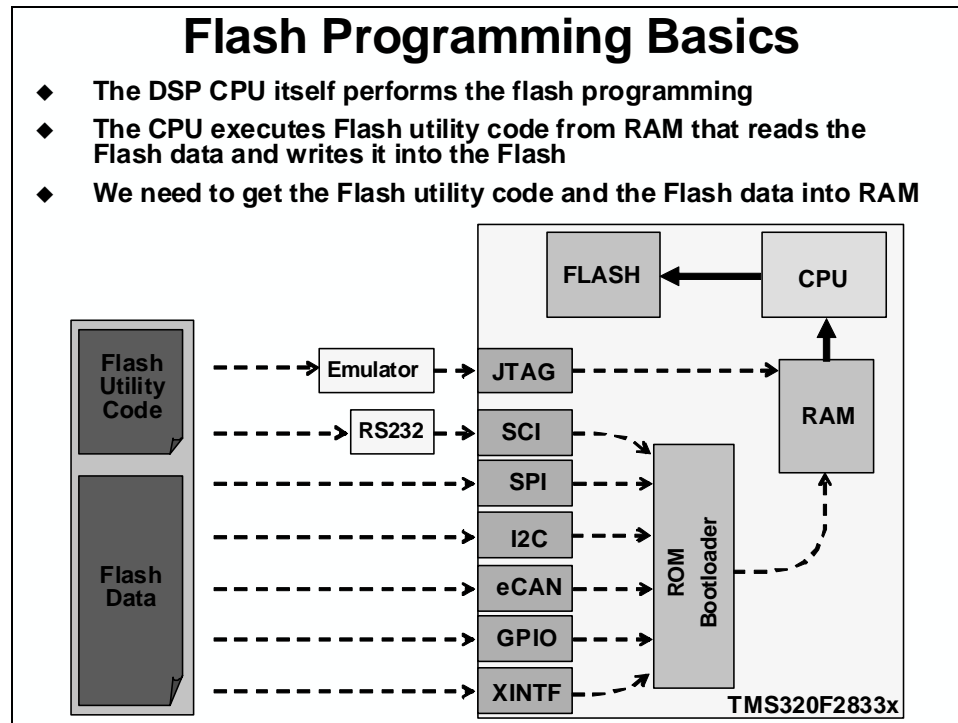 Flash Programming Basics
◆ The DSP CPU itself performs the flash programming
◆ The CPU executes Flash utility code from RAM that reads the
Flash data and writes it into the Flash
◆ We need to get the Flash utility code and the Flash data into RAM
FLASH
CPU
Flash
Utility
Code
Emulator
JTAG
RAM
RS232
SCI
SPI
I2C
Flash
Data
eCAN
GPIO
XINTF
ROM
Bootloader
TMS320F2833x